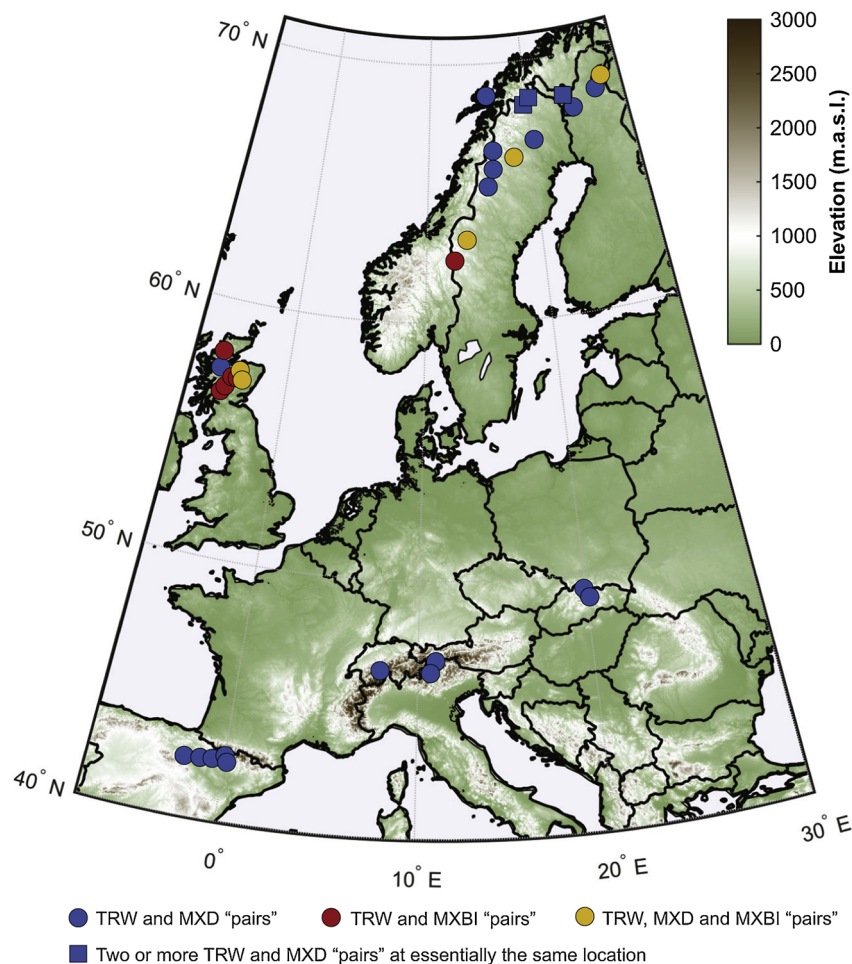 70° N
60° N
50° N
40° N
0°
10° E
20° E
30° E
3000
2500
2000
1500
1000
500
0
Elevation (m.a.s.l.)
TRW and MXD “pairs”
TRW and MXBI “pairs”
TRW, MXD and MXBI “pairs”
Two or more TRW and MXD “pairs” at essentially the same location